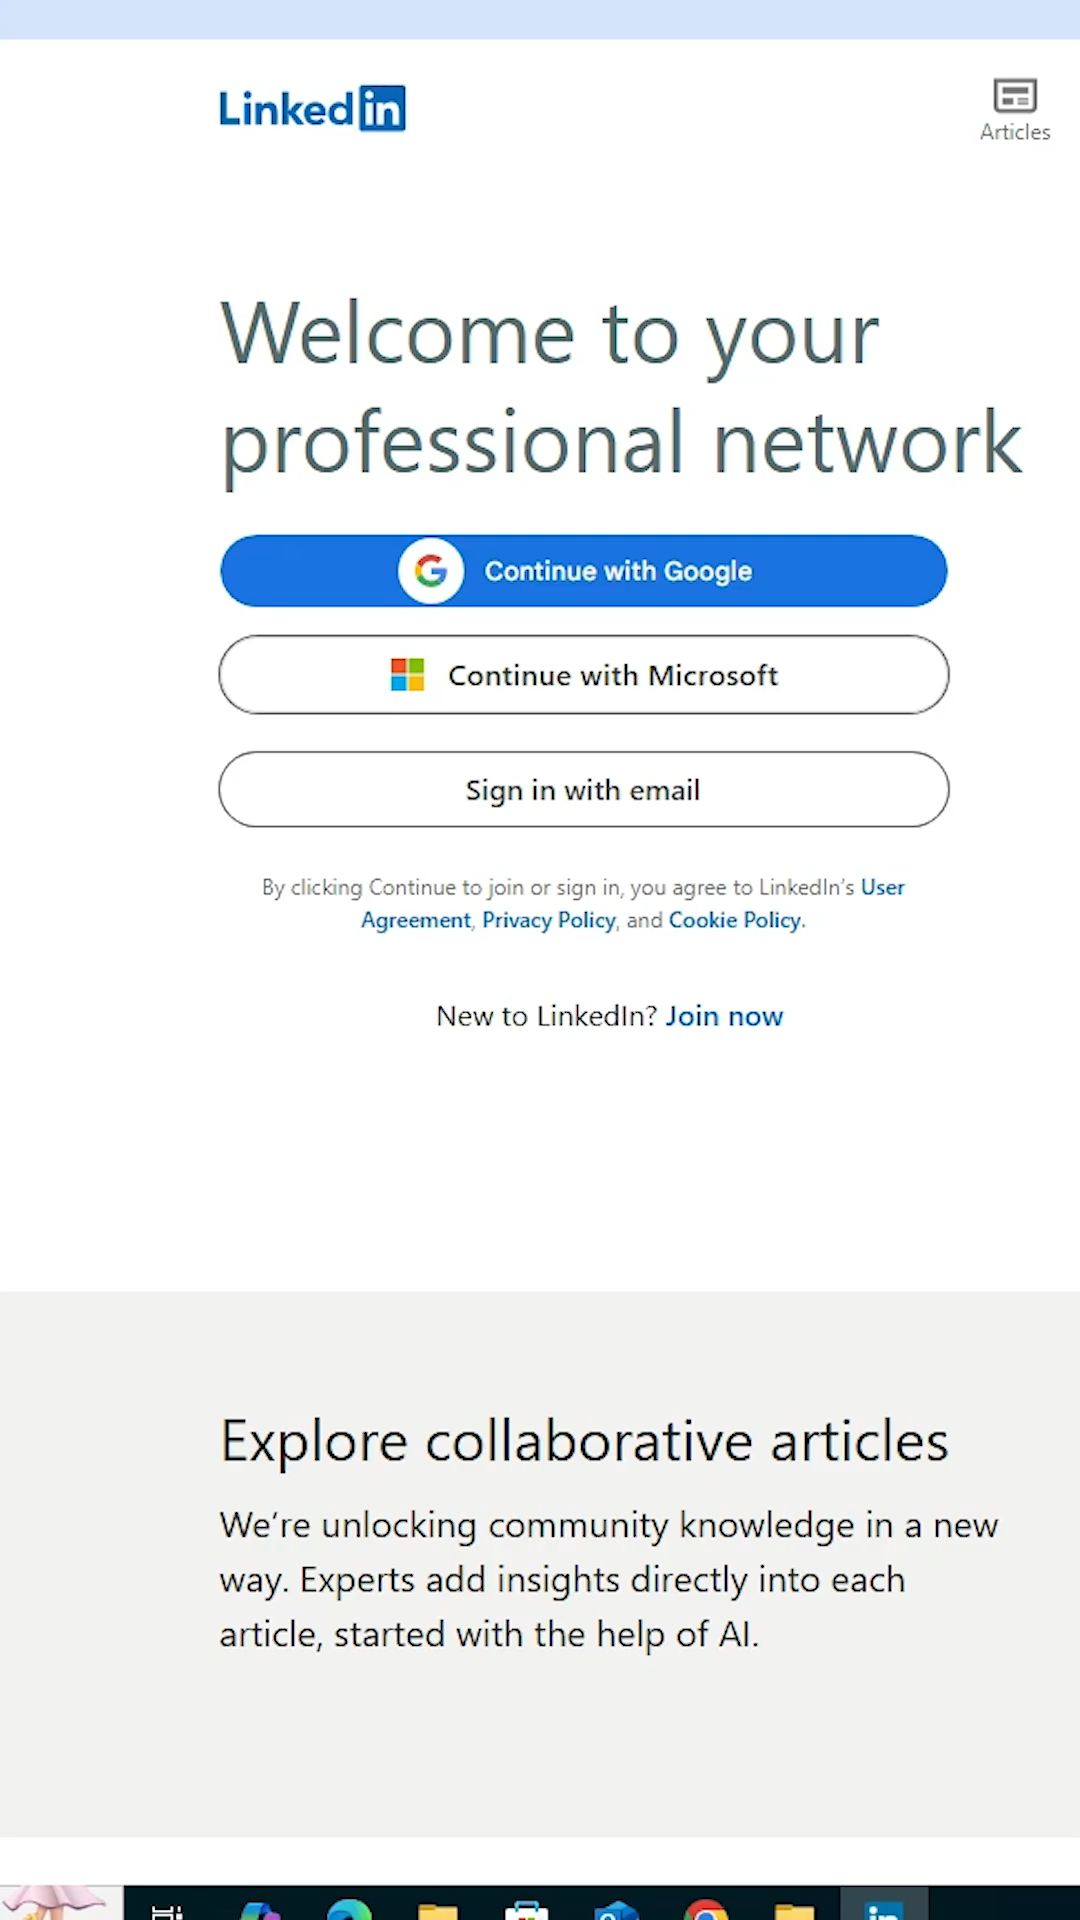 Linkedin
Articles
Welcome to your
professional network
Continue with Google
Continue with Microsoft
Sign in with email
By clicking Continue to join or sign in, you agree to LinkedIn’s User
Agreement, Privacy Policy, and Cookie Policy.
New to LinkedIn? Join now
Explore collaborative articles
We’re unlocking community knowledge in a new
way. Experts add insights directly into each
article, started with the help of AI.
in